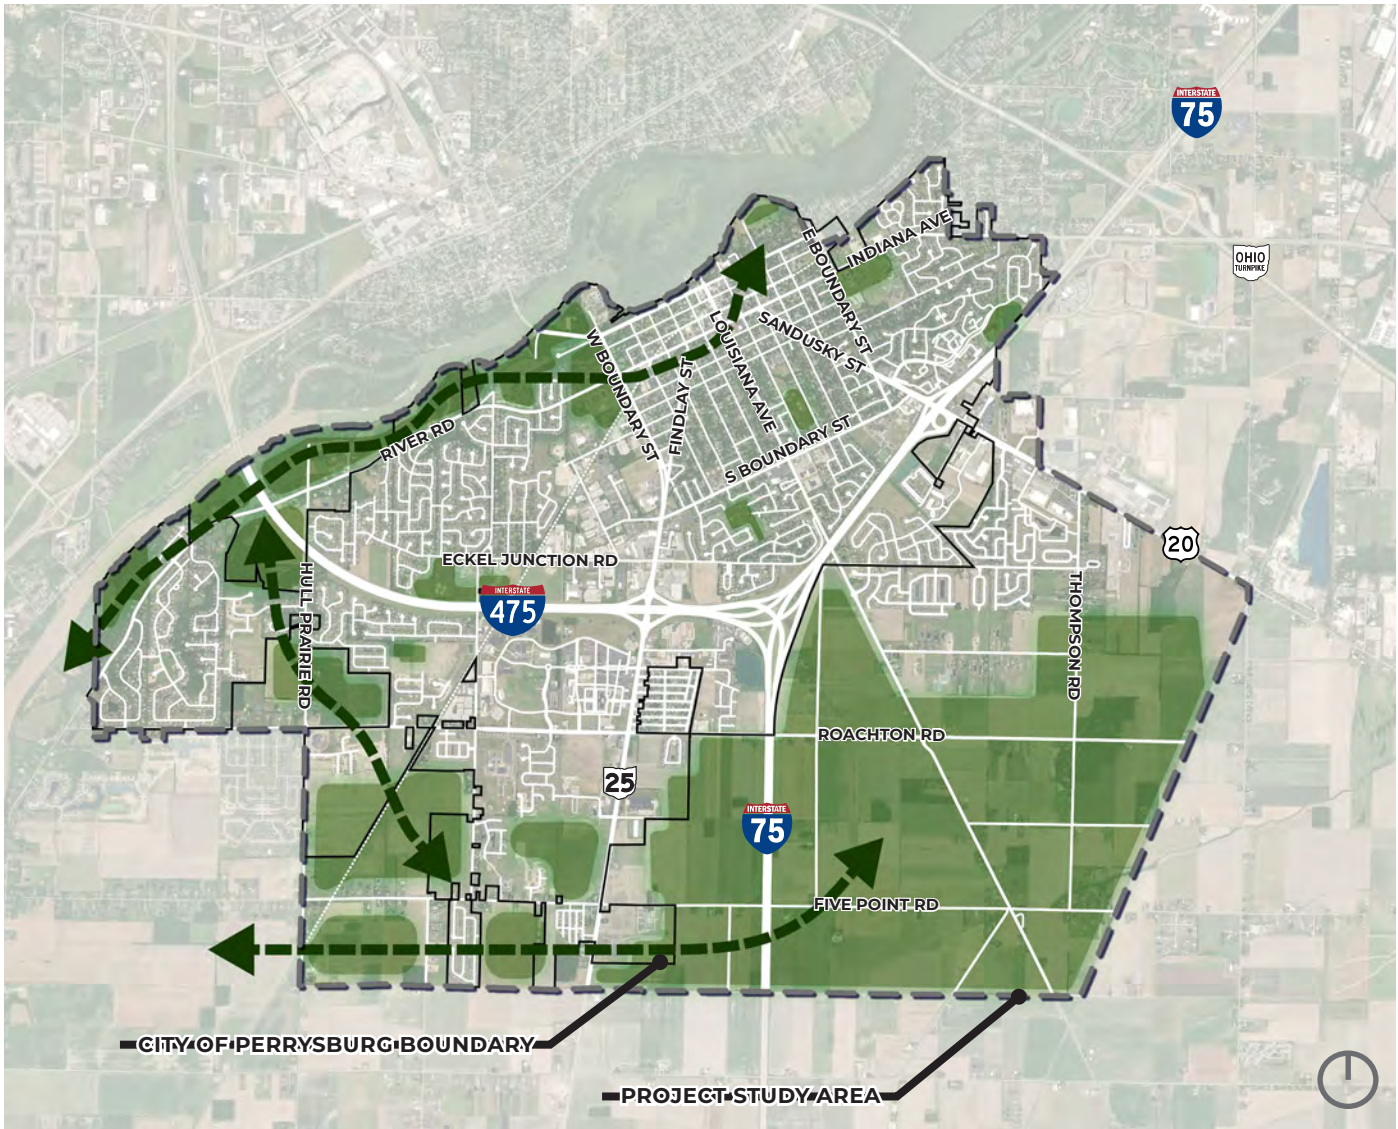 INTERSTATE
75
OHIO
TURNPIKE
INDIANA AVE
E BOUNDARY ST
SANDUSKY ST
LOUISIANA AVE
W BOUNDARY ST
FINDLAY ST
RIVER RD
S BOUNDARY ST
20
ECKEL JUNCTION RD
INTERSTATE
475
HULL PRAIRIE RD
THOMPSON RD
ROACHTON RD
25
INTERSTATE
75
FIVE POINT RD
CITY OF PERRYSBURG BOUNDARY
PROJECT STUDY AREA